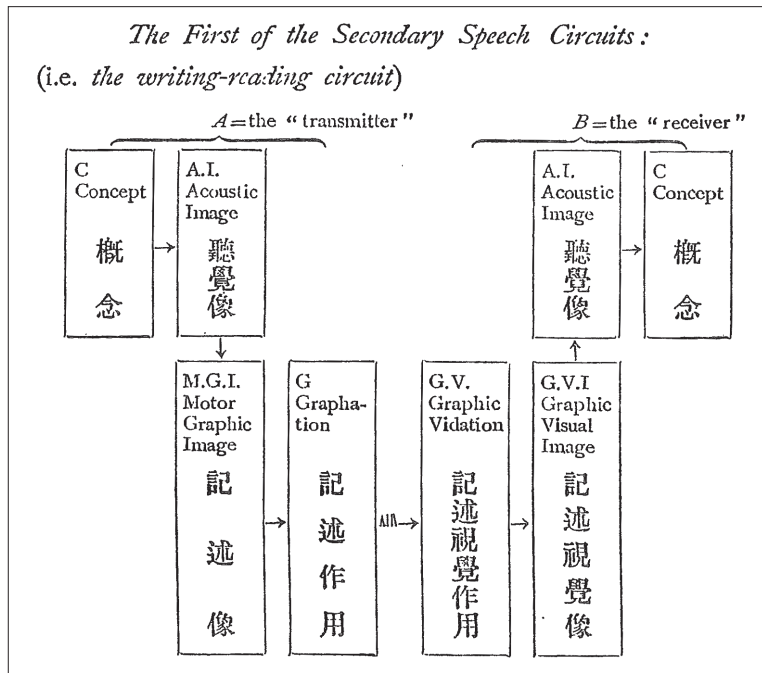 The First of the Secondary Speech Circuits:
(i.e. the writing-reading circuit)
A=the “transmitter”
B=the “receiver”
C
Concept
概
念
A.I.
Acoustic
Image
聽
覺
像
A.I.
Acoustic
Image
聽
覺
像
C
Concept
概
念
M.G.I.
Motor
Graphic
Image
記
述
像
G
Grapha-
tion
記
述
作
用
G.V.
Graphic
Vidation
記
述
視
覺
作
用
G.V.I
Graphic
Visual
Image
記
述
視
覺
像